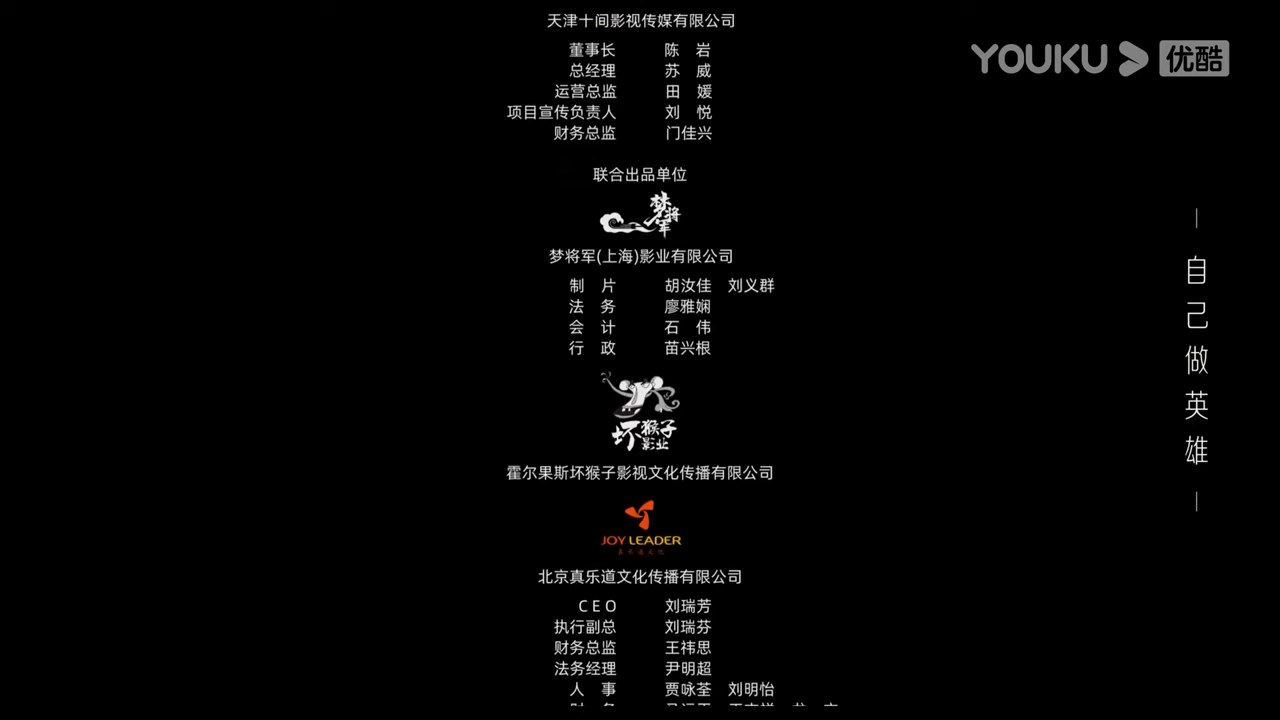 天津十间影视传媒有限公司
董事长 陈 岩
总经理 苏 威
运营总监 田 媛
项目宣传负责人 刘 悦
财务总监 门佳兴
联合出品单位
梦将军
梦将军(上海)影业有限公司
制 片 胡汝佳 刘义群
法 务 廖雅娴
会 计 石 伟
行 政 苗兴根
坏猴子影业
霍尔果斯坏猴子影视文化传播有限公司
JOY LEADER
真乐道文化
北京真乐道文化传播有限公司
CEO 刘瑞芳
执行副总 刘瑞芬
财务总监 王祎思
法务经理 尹明超
人 事 贾咏荃 刘明怡
YOUKU 优酷
自己做英雄